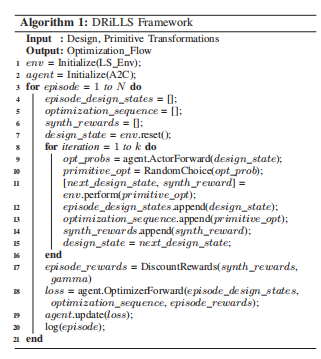 Algorithm 1: DRiLLS Framework
Input : Design, Primitive Transformations
Output: Optimization_Flow
1 env = Initialize(LS_Env);
2 agent = Initialize(A2C);
3 for episode = 1 to N do
4 episode_design_states = [];
5 optimization_sequence = [];
6 synth_rewards = [];
7 design_state = env.reset();
8 for iteration = 1 to k do
9 opt_probs = agent.ActorForward(design_state);
10 primitive_opt = RandomChoice(opt_prob);
11 [next_design_state, synth_reward] =
env.perform(primitive_opt);
12 episode_design_states.append(design_state);
13 optimization_sequence.append(primitive_opt);
14 synth_rewards.append(synth_reward);
15 design_state = next_design_state;
16 end
17 episode_rewards = DiscountRewards(synth_rewards,
gamma)
18 loss = agent.OptimizerForward(episode_design_states,
optimization_sequence, episode_rewards);
19 agent.update(loss);
20 log(episode);
21 end